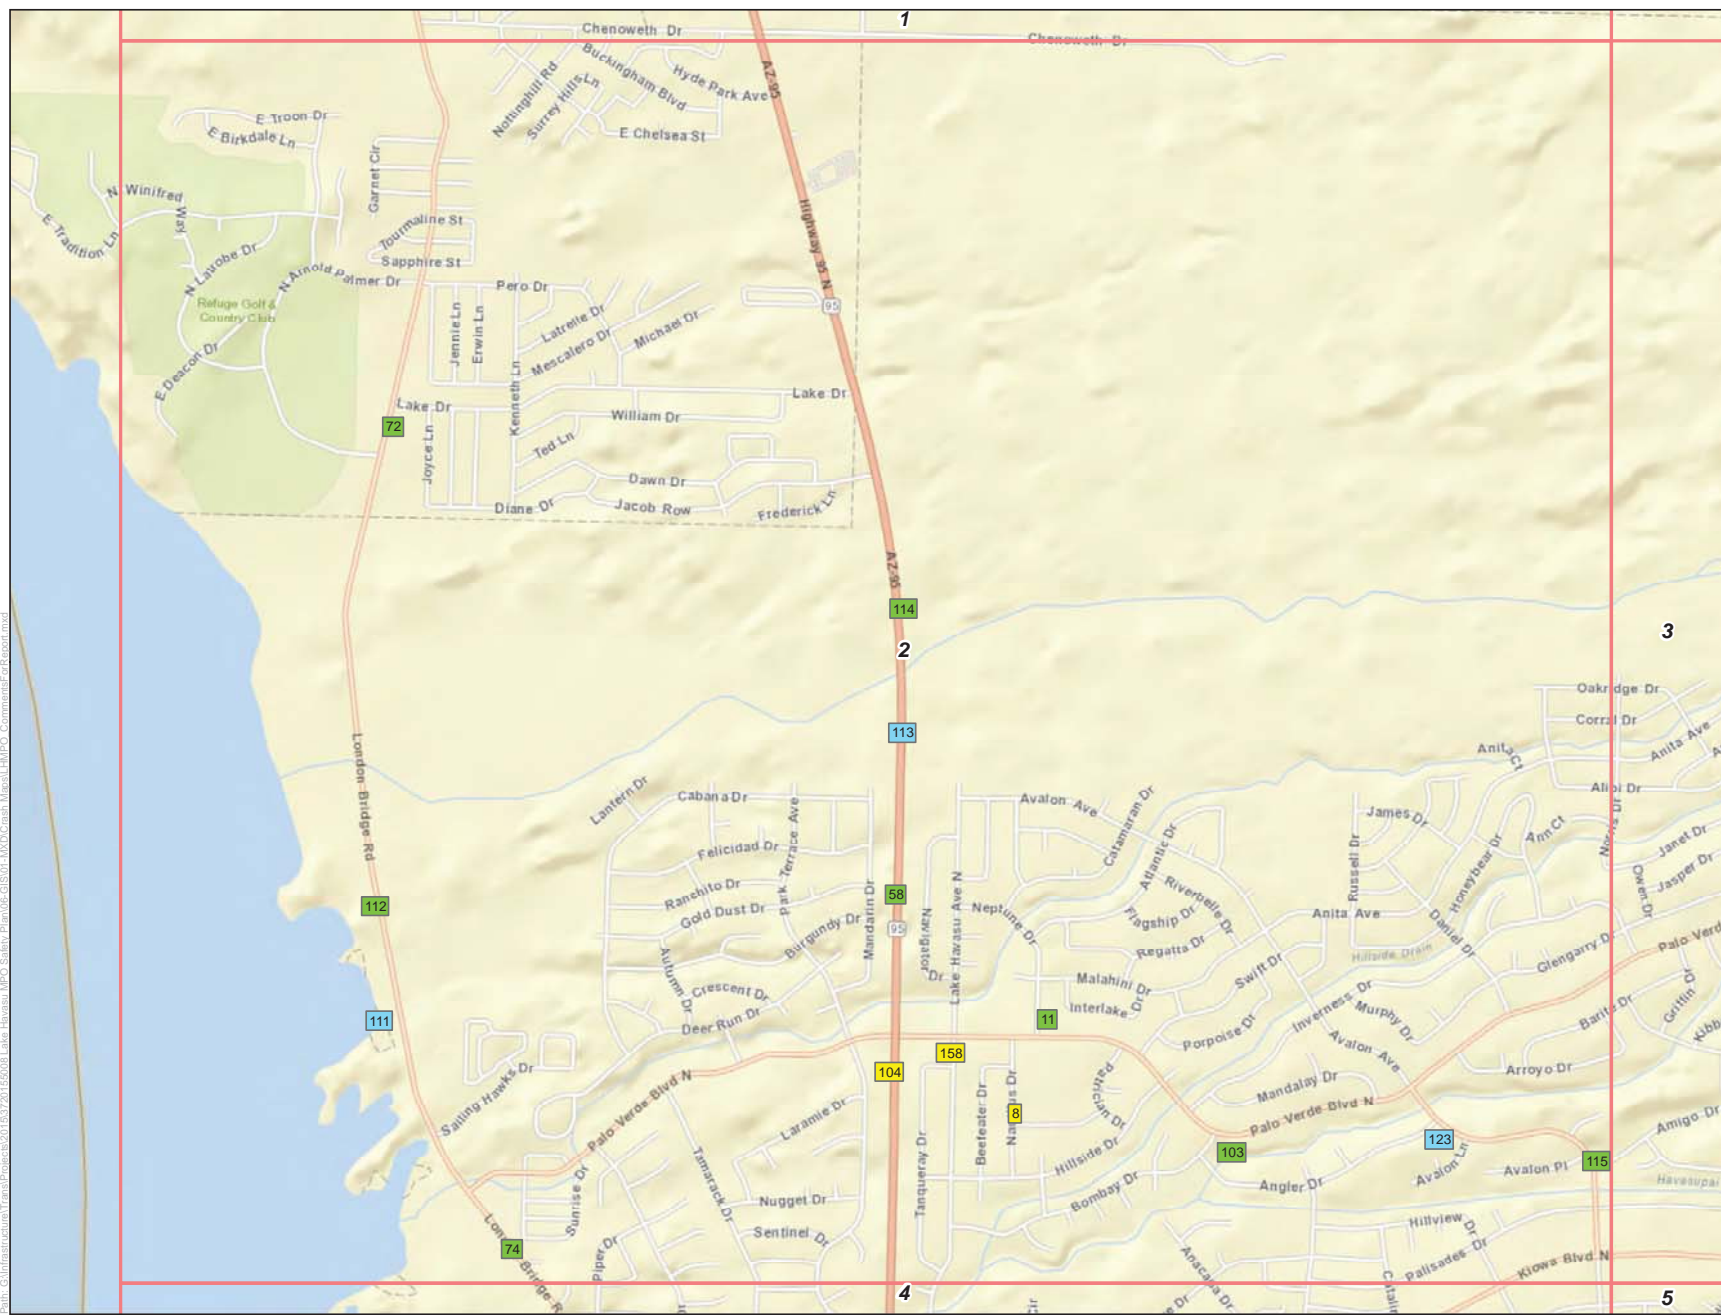 1
Chenoweth Dr
Chenoweth Dr
Buckingham Blvd
Hyde Park Ave
Nottinghill Rd
Surrey Hills Ln
E Chelsea St
AZ-95
E Troon Dr
E Birkdale Ln
Garnet Cir
N Winifred Way
E Tradition Ln
Tourmaline St
Highway 95 N
N Latrobe Dr
Sapphire St
N Arnold Palmer Dr
Pero Dr
Refuge Golf &
Country Club
95
Jennie Ln
Erwin Ln
Latrelle Dr
Mescalero Dr
Michael Dr
E Deacon Dr
Kenneth Ln
Lake Dr
Lake Dr
William Dr
72
Joyce Ln
Ted Ln
Dawn Dr
Diane Dr
Jacob Row
Frederick Ln
AZ-95
114
2
3
113
Oakridge Dr
Corral Dr
Anita Ave
Anita Ct
Alibi Dr
London Bridge Rd
Lantern Dr
Cabana Dr
Park Terrace Ave
Avalon Ave
Catamaran Dr
James Dr
Ann Ct
Janet Dr
Felicidad Dr
Atlantic Dr
Russell Dr
Honeybear Dr
Jasper Dr
Owen Dr
Ranchito Dr
Gold Dust Dr
Mandarin Dr
58
95
112
Burgundy Dr
Navigator Dr
Lake Havasu Ave N
Neptune Dr
Riverbelle Dr
Flagship Dr
Regatta Dr
Anita Ave
Daniel Dr
Hillside Drain
Glengarry D
Palo Verd
Autumn Dr
Crescent Dr
Deer Run Dr
Malahini Dr
Interlake Dr
Swift Dr
Inverness Dr
Murphy Dr
Barite Dr
Griffin Dr
Kibb
111
11
Porpoise Dr
Avalon Ave
158
104
Sailing Hawks Dr
Palo Verde Blvd N
Laramie Dr
Beefeater Dr
8
Patrician Dr
Mandalay Dr
Arroyo Dr
Palo Verde Blvd N
Amigo Dr
103
123
115
Tamarack Dr
Tanqueray Dr
Hillside Dr
Bombay Dr
Angler Dr
Avalon Ln
Avalon Pl
Havasupai
Sunrise Dr
Nugget Dr
Sentinel Dr
Hillview Dr
Palisades Dr
Kiowa Blvd N
74
Piper Dr
Anacapa Dr
4
5